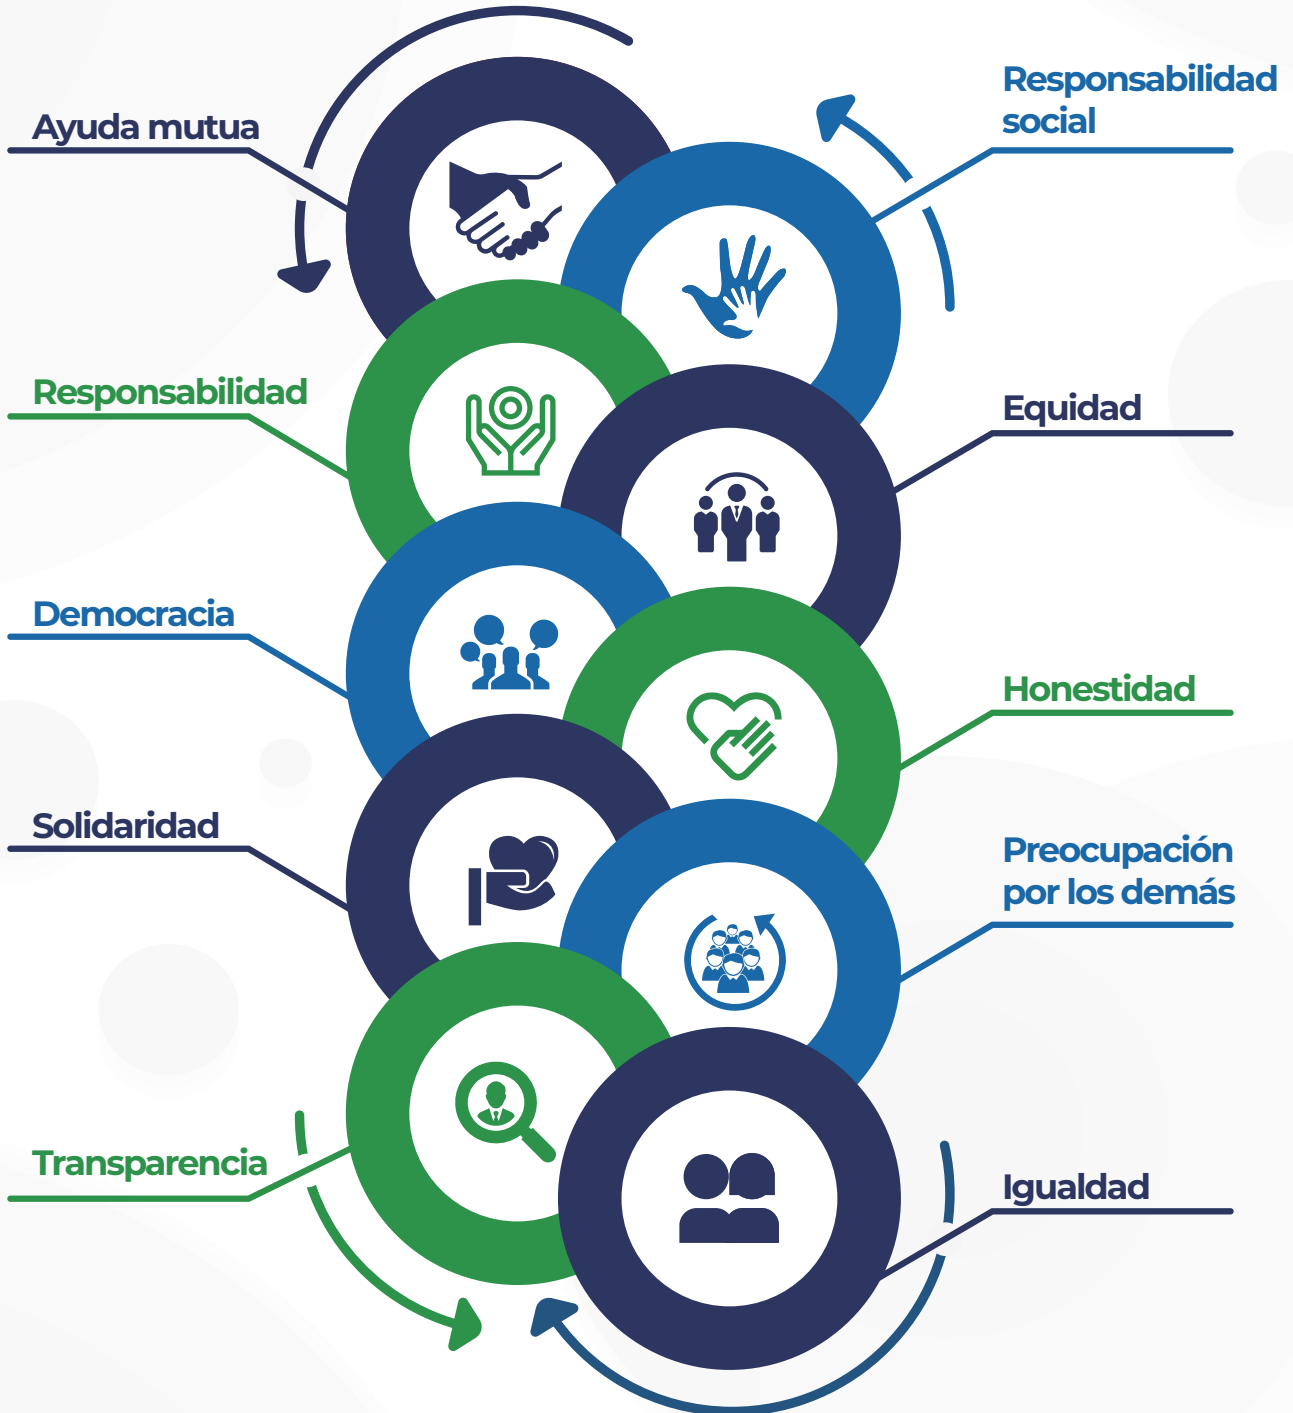 Ayuda mutua
Responsabilidad
social
Responsabilidad
Equidad
Democracia
Honestidad
Solidaridad
Preocupación
por los demás
Transparencia
Igualdad